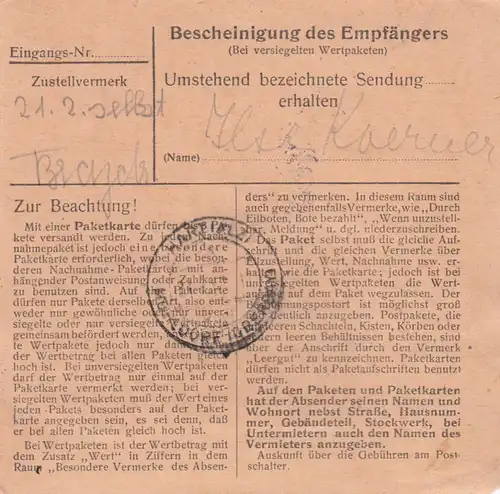 Bescheinigung des Empfängers
(Bei versiegelten Wertpaketen)
Eingangs-Nr.
Zustellvermerk
Umstehend bezeichnete Sendung
21. 2. selbst
erhalten
Ilse Koerner
(Name)
Zur Beachtung!
Mit einer Paketkarte dürfen
kete versandt werden. Zu
nahmepaket ist jedoch eine besondere
Paketkarte erforderlich, wobei die beson-
deren Nachnahme-Paketkarten mit an-
hängender Postanweisung oder Zahlkarte
zu benutzen sind. Auf eine Paketkarte
dürfen nur Pakete derselben Art, also ent-
weder nur gewöhnliche oder nur unver-
siegelte oder nur versiegelte
gemeinsam befördert werden,
te Wertpakete jedoch nur dann,
der Wertbetrag bei allen Paketen gleich
hoch ist. Bei unversiegelten Wertpaketen
darf der Wertbetrag nur einmal auf der
Paketkarte vermerkt werden; bei ver-
siegelten Wertpaketen muß der Wert eines
jeden Pakets besonders auf der Paket-
karte angegeben sein, es sei denn, daß
er bei allen Paketen gleich hoch ist.
Bei Wertpaketen ist der Wertbetrag mit
dem Zusatz „Wert" in Ziffern in dem
Raum „Besondere Vermerke des Absen-
ders" zu vermerken. In diesem Raum sind
auch gegebenenfalls Vermerke, wie „Durch
Eilboten, Bote bezahlt", „Wenn unzustell-
bar, Meldung" u. dgl. niederzuschreiben.
Das Paket selbst muß die gleiche Auf-
und die gleichen Vermerke über
Zustellung, Wert, Nachnahme usw. er-
halten wie die Paketkarte; jedoch ist bei
unversiegelten Wertpaketen die Wert-
angabe auf dem Paket wegzulassen. Der
ist möglichst groß
anzugeben. Postpakete, die
leeren Schachteln, Kisten, Körben oder
anderen leeren Behältnissen bestehen, sind
über der Anschrift durch den Vermerk
„Leergut" zu kennzeichnen. Paketkarten
dürfen nicht als Paketaufschriften benutzt
werden.
Auf den Paketen und Paketkarten
hat der Absender seinen Namen und
Wohnort nebst Straße, Hausnum-
mer, Gebäudeteil, Stockwerk, bei
Untermietern auch den Namen des
Vermieters anzugeben.
Auskunft über die Gebühren am Post-
schalter.